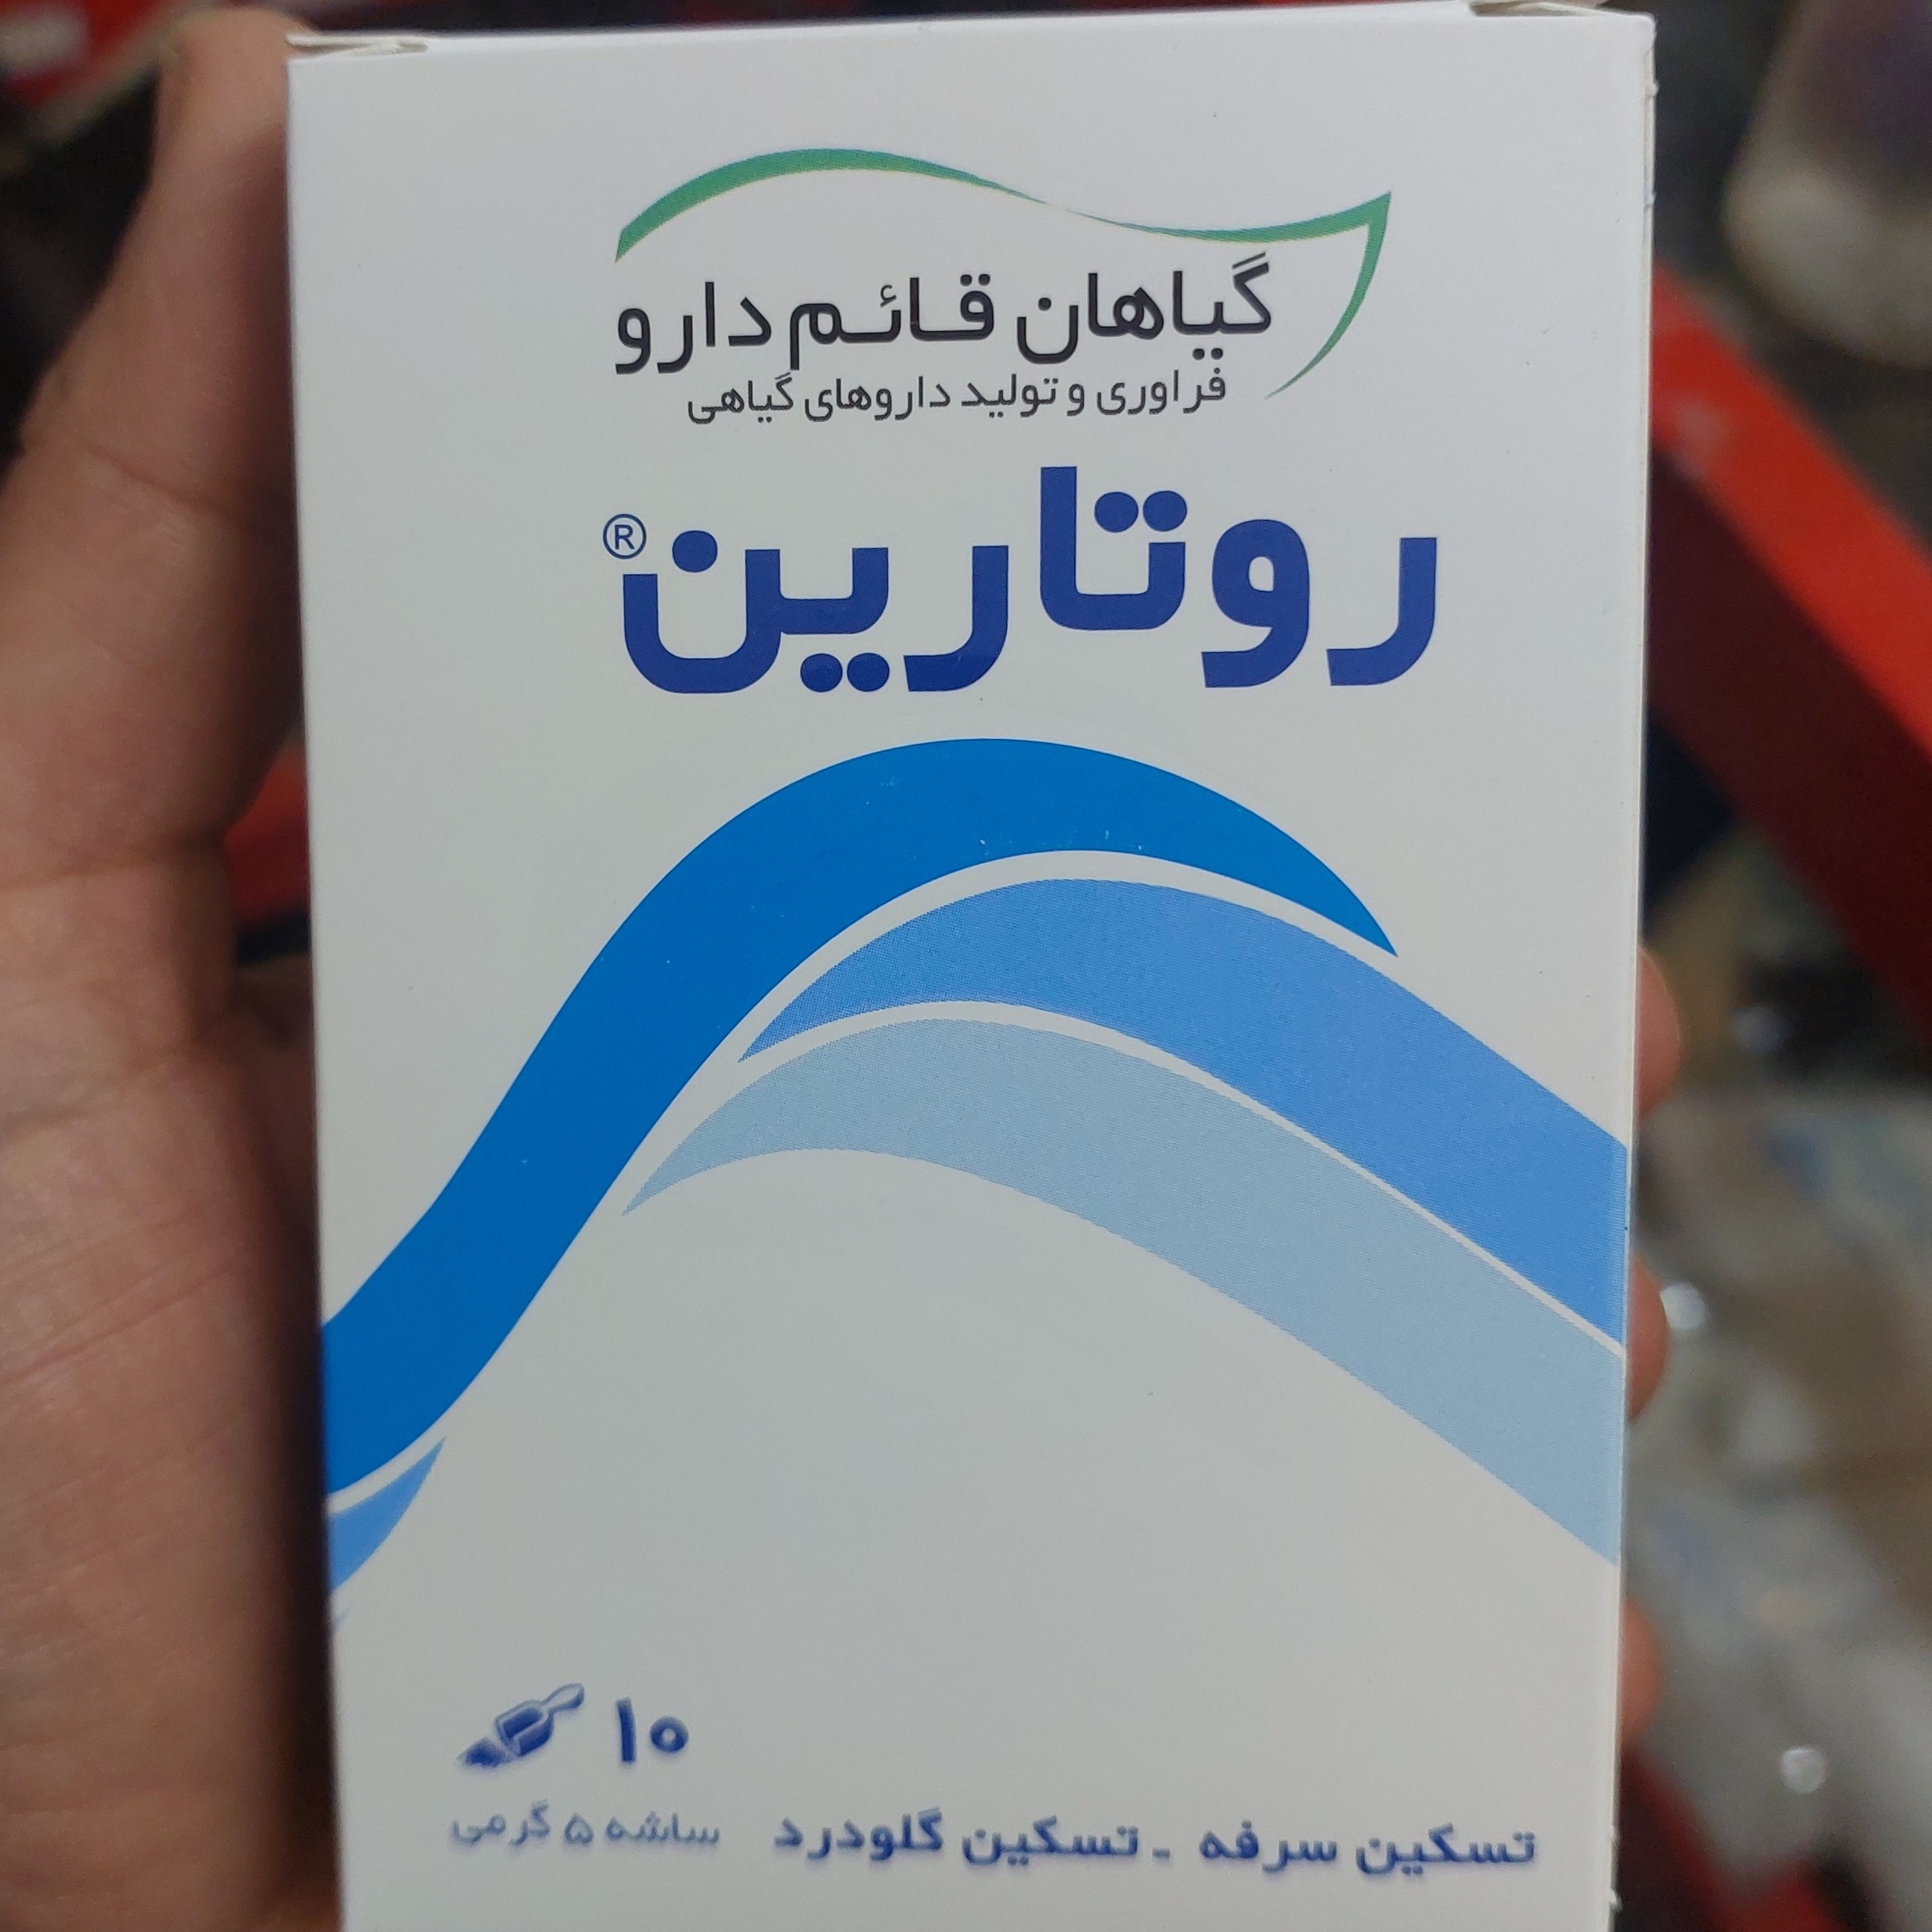 گیاهان قائم دارو
فراوری و تولید داروهای گیاهی
روتارین®
۱۰
تسکین سرفه - تسکین گلودرد
ساشه ۵ گرمی